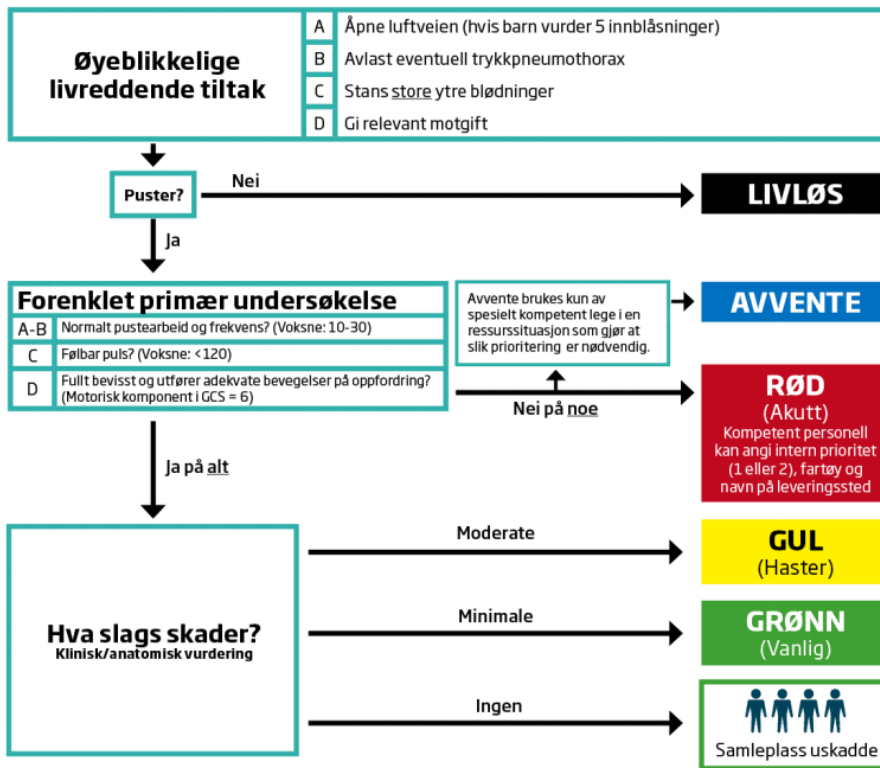 Øyeblikkelige
livreddende tiltak
A Åpne luftveien (hvis barn vurder 5 innblåsninger)
B Avlast eventuell trykkpneumothorax
C Stans store ytre blødninger
D Gi relevant motgift
Puster?
Nei
LIVLØS
Ja
Forenklet primær undersøkelse
A-B Normalt pustearbeid og frekvens? (Voksne: 10-30)
C Følbar puls? (Voksne: <120)
D Fullt bevisst og utfører adekvate bevegelser på oppfordring?
(Motorisk komponent i GCS = 6)
Avvente brukes kun av
spesielt kompetent lege i en
ressurssituasjon som gjør at
slik prioritering er nødvendig.
AVVENTE
Nei på noe
RØD
(Akutt)
Kompetent personell
kan angi intern prioritet
(1 eller 2), fartøy og
navn på leveringssted
Ja på alt
Hva slags skader?
Klinisk/anatomisk vurdering
Moderate
GUL
(Haster)
Minimale
GRØNN
(Vanlig)
Ingen
Samleplass uskadde